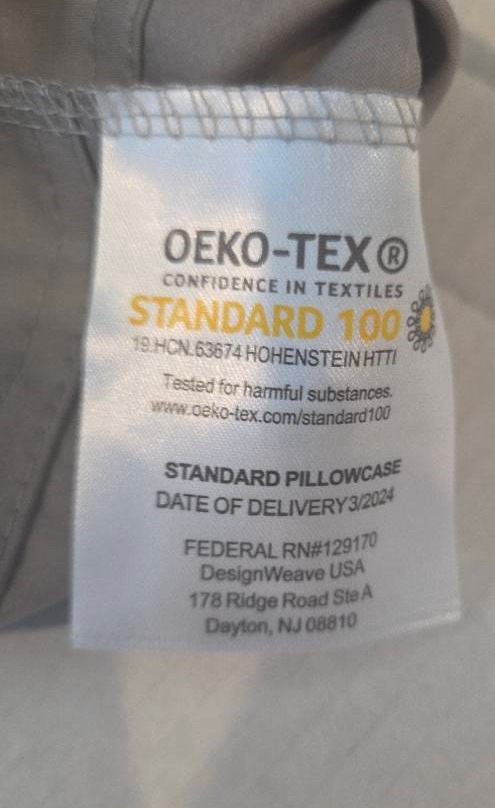 OEKO-TEX®
CONFIDENCE IN TEXTILES
STANDARD 100
19.HCN.63674 HOHENSTEIN HTTI
Tested for harmful substances.
www.oeko-tex.com/standard100
STANDARD PILLOWCASE
DATE OF DELIVERY 3/2024
FEDERAL RN#129170
DesignWeave USA
178 Ridge Road Ste A
Dayton, NJ 08810